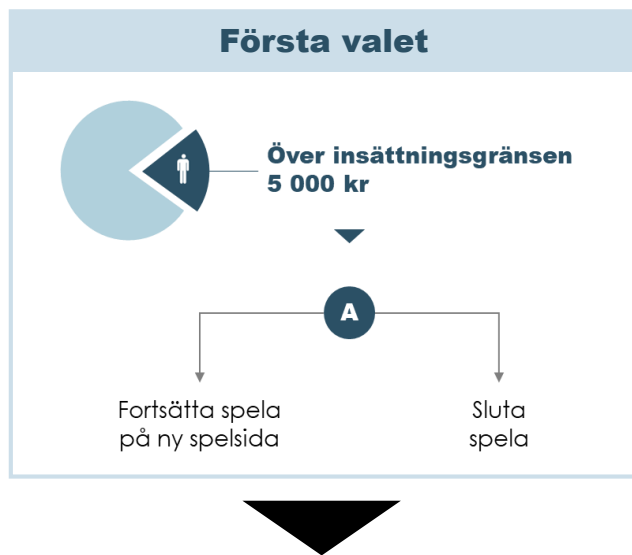 Första valet
Över insättningsgränsen
5 000 kr
A
Fortsätta spela
på ny spelsida
Sluta
spela